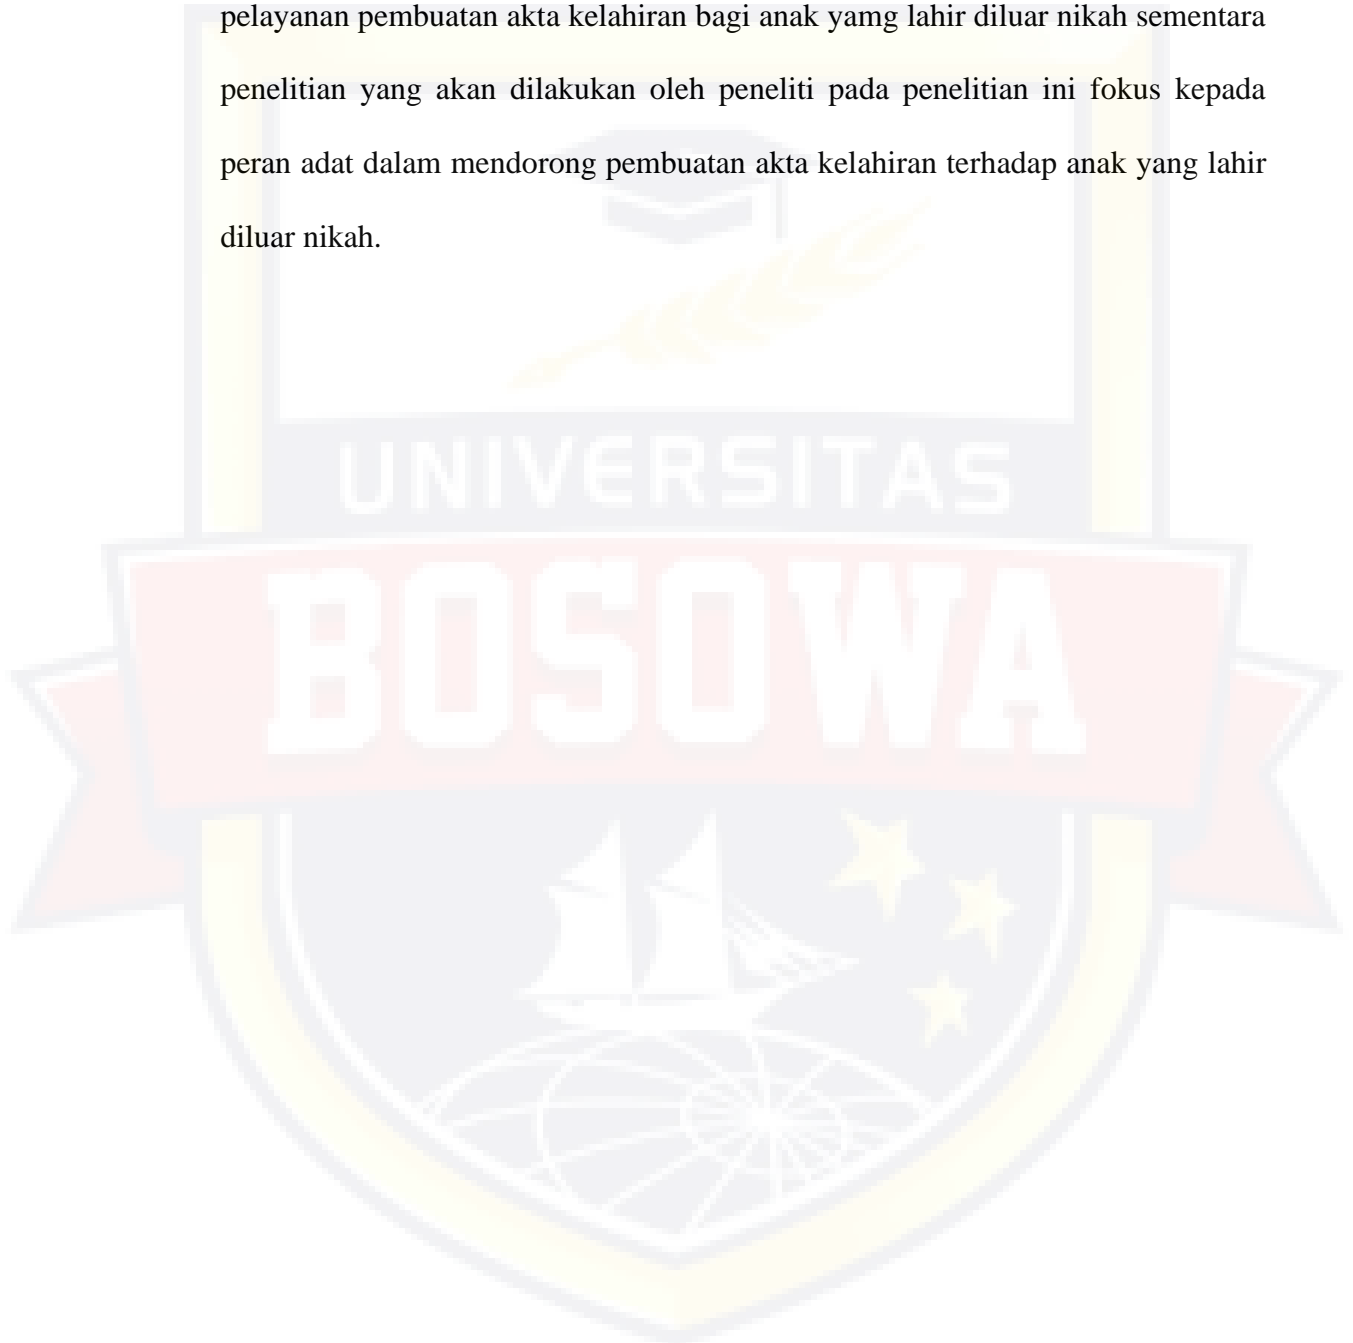 pelayanan pembuatan akta kelahiran bagi anak yamg lahir diluar nikah sementara
penelitian yang akan dilakukan oleh peneliti pada penelitian ini fokus kepada
peran adat dalam mendorong pembuatan akta kelahiran terhadap anak yang lahir
diluar nikah.
UNIVERSITAS
BOSOWA